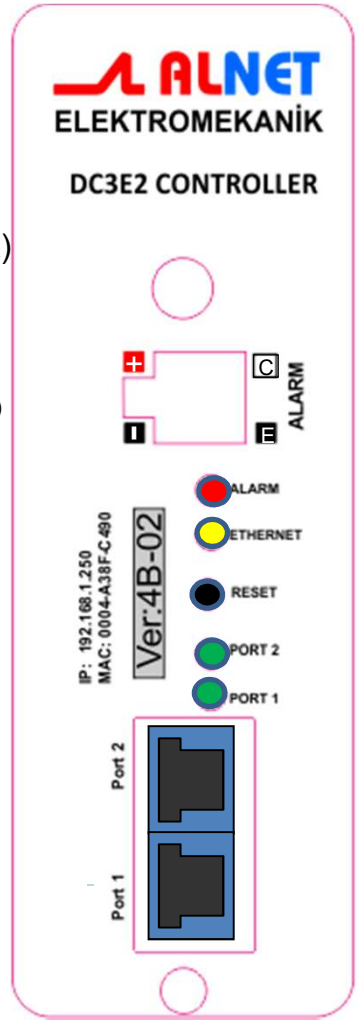 ALNET
ELEKTROMEKANİK
DC3E2 CONTROLLER
)
)
+
C
-
E
ALARM
ALARM
ETHERNET
IP: 192.168.1.250
MAC: 0004-A38F-C490
Ver:4B-02
RESET
PORT 2
PORT 1
Port 2
Port 1